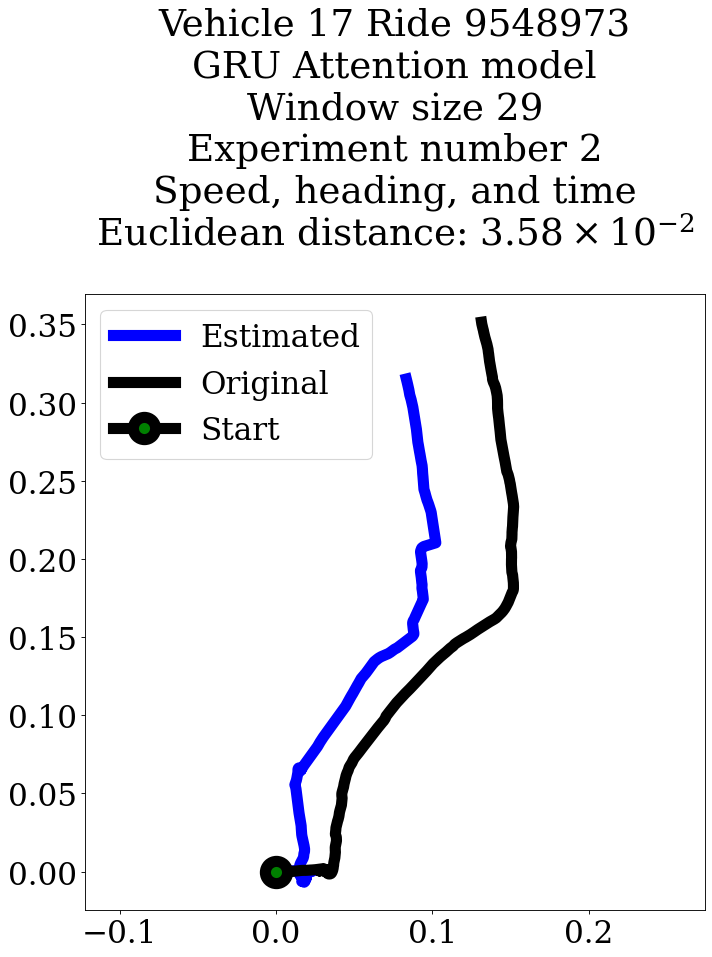 Vehicle 17 Ride 9548973
GRU Attention model
Window size 29
Experiment number 2
Speed, heading, and time
Euclidean distance: 3.58 × 10⁻²
Estimated
Original
Start
0.35
0.30
0.25
0.20
0.15
0.10
0.05
0.00
−0.1
0.0
0.1
0.2